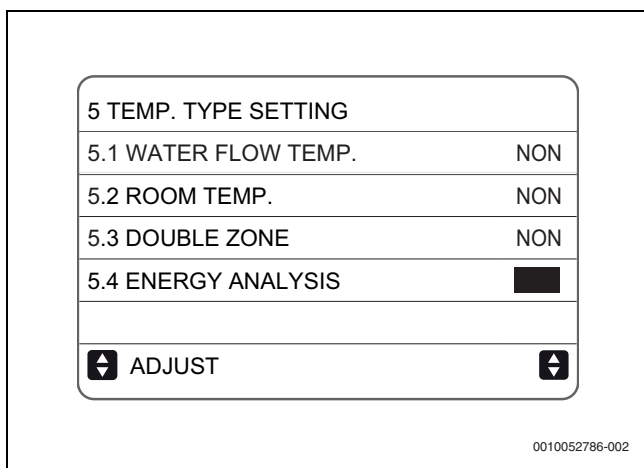 5 TEMP. TYPE SETTING
5.1 WATER FLOW TEMP. NON
5.2 ROOM TEMP. NON
5.3 DOUBLE ZONE NON
5.4 ENERGY ANALYSIS
ADJUST
0010052786-002